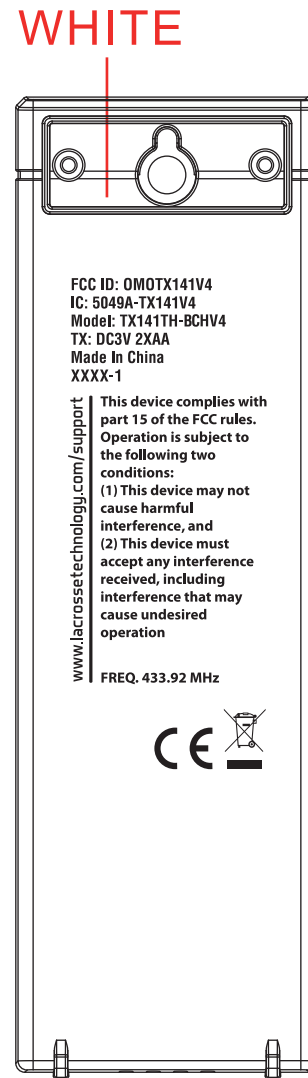 WHITE
FCC ID: OMOTX141V4
IC: 5049A-TX141V4
Model: TX141TH-BCHV4
TX: DC3V 2XAA
Made In China
XXXX-1
www.lacrossetechnology.com/support
This device complies with
part 15 of the FCC rules.
Operation is subject to
the following two
conditions:
(1) This device may not
cause harmful
interference, and
(2) This device must
accept any interference
received, including
interference that may
cause undesired
operation
FREQ. 433.92 MHz
CE